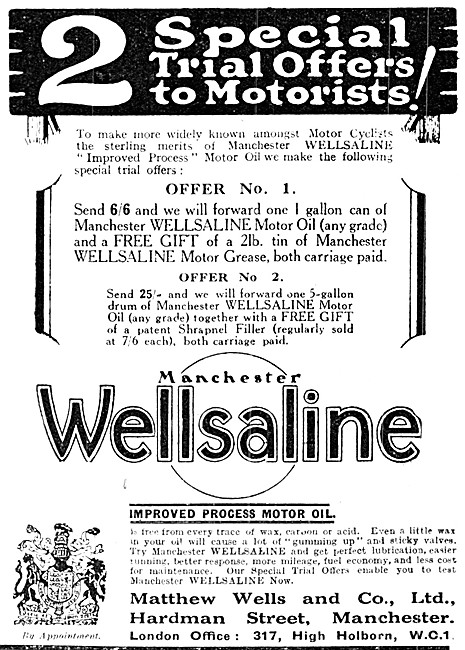 2 Special
Trial Offers
to Motorists!
To make more widely known amongst Motor Cyclists
the sterling merits of Manchester WELLSALINE
"Improved Process" Motor Oil we make the following
special trial offers:
OFFER No. 1.
Send 6/6 and we will forward one 1 gallon can of
Manchester WELLSALINE Motor Oil (any grade)
and a FREE GIFT of a 2lb. tin of Manchester
WELLSALINE Motor Grease, both carriage paid.
OFFER No 2.
Send 25/- and we will forward one 5-gallon
drum of Manchester WELLSALINE Motor
Oil (any grade) together with a FREE GIFT
of a patent Shrapnel Filler (regularly sold
at 7/6 each), both carriage paid.
Manchester
Wellsaline
IMPROVED PROCESS MOTOR OIL.
Is free from every trace of wax, carbon or acid. Even a little wax
in your oil will cause a lot of "gumming up" and sticky valves.
Try Manchester WELLSALINE and get perfect lubrication, easier
running, better response, more mileage, fuel economy, and less cost
for maintenance. Our Special Trial Offers enable you to test
Manchester WELLSALINE Now.
By Appointment.
Matthew Wells and Co., Ltd.,
Hardman Street, Manchester.
London Office: 317, High Holborn, W.C.1.